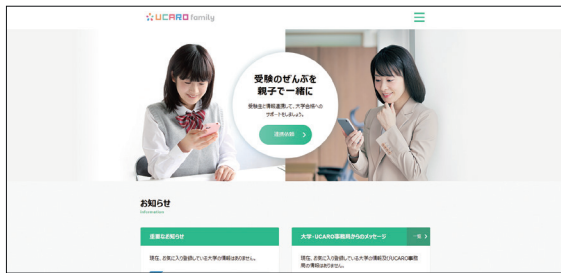 UCARO family
受験のぜんぶを
親子で一緒に
受験生と情報連携して、大学合格への
サポートをしましょう。
連携依頼
お知らせ
Information
重要なお知らせ
現在、お気に入り登録している大学の情報はありません。
大学・UCARO事務局からのメッセージ
一覧
現在、お気に入り登録している大学の情報及びUCARO事務
局の情報はありません。